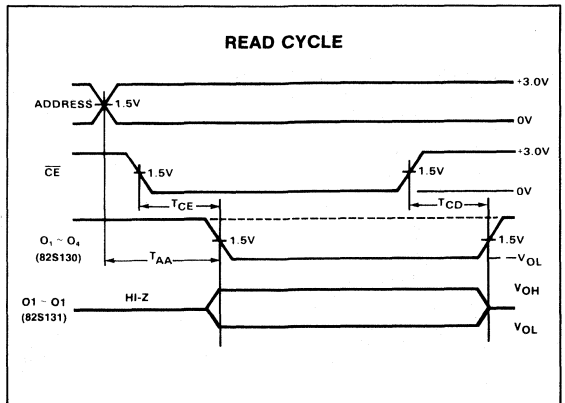 READ CYCLE
+3.0V
ADDRESS
1.5V
0V
+3.0V
CE
1.5V
1.5V
0V
TCE
TCD
O1 ~ O4
(82S130)
1.5V
1.5V
TAA
VOL
HI-Z
VOH
O1 ~ O1
(82S131)
VOL